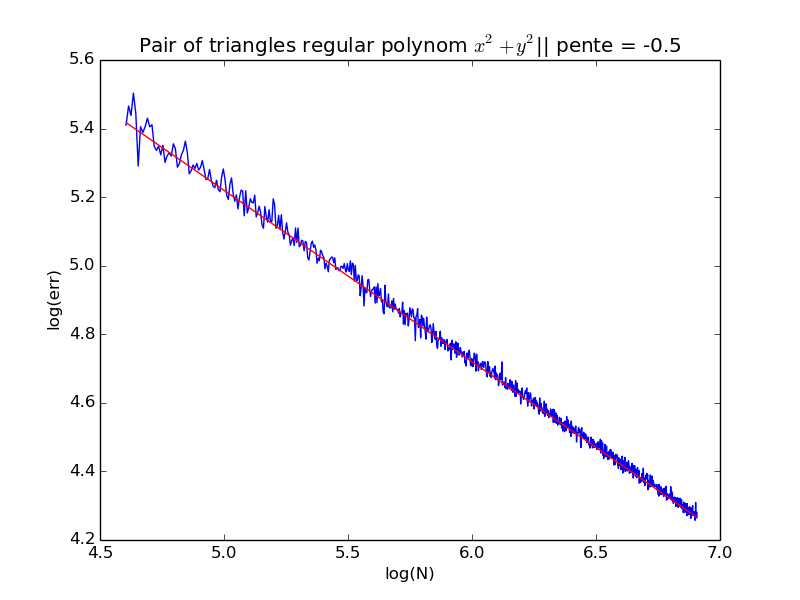 Pair of triangles regular polynom x² + y²|| pente = -0.5
5.6
5.4
5.2
5.0
4.8
4.6
4.4
4.2
log(err)
4.5 5.0 5.5 6.0 6.5 7.0
log(N)